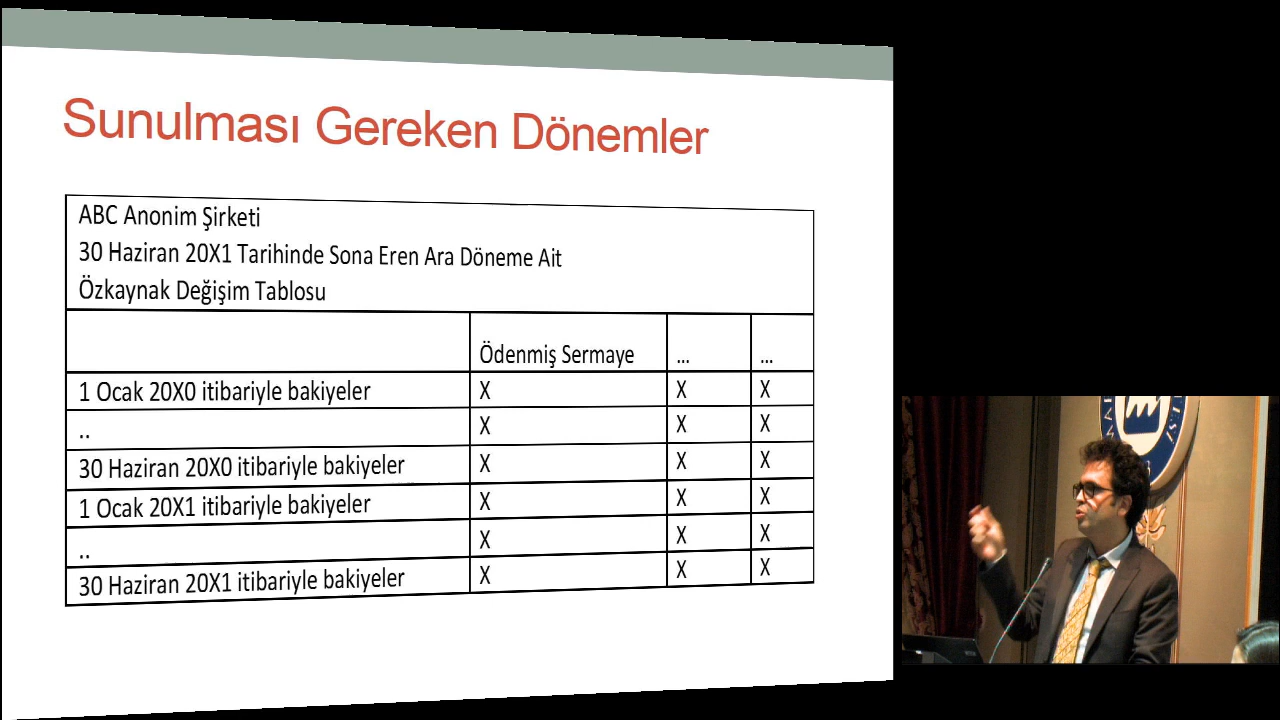 Sunulması Gereken Dönemler
ABC Anonim Şirketi
30 Haziran 20X1 Tarihinde Sona Eren Ara Döneme Ait
Özkaynak Değişim Tablosu
Ödenmiş Sermaye ... ...
1 Ocak 20X0 itibariyle bakiyeler X X X
.. X X X
30 Haziran 20X0 itibariyle bakiyeler X X X
1 Ocak 20X1 itibariyle bakiyeler X X X
.. X X X
30 Haziran 20X1 itibariyle bakiyeler X X X